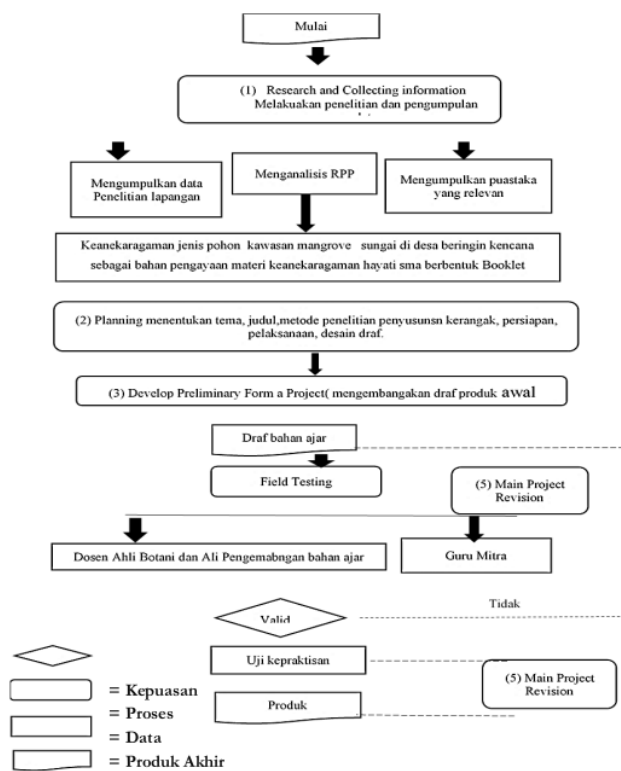 Mulai
(1) Research and Collecting information
Melakuakan penelitian dan pengumpulan
Mengumpulkan data
Penelitian lapangan
Menganalisis RPP
Mengumpulkan puastaka
yang relevan
Keanekaragaman jenis pohon kawasan mangrove sungai di desa beringin kencana
sebagai bahan pengayaan materi keanekaragaman hayati sma berbentuk Booklet
(2) Planning menentukan tema, judul,metode penelitian penyusunsn kerangak, persiapan,
pelaksanaan, desain draf.
(3) Develop Preliminary Form a Project( mengembangakan draf produk awal
Draf bahan ajar
Field Testing
(5) Main Project
Revision
Dosen Ahli Botani dan Ali Pengemabngan bahan ajar
Guru Mitra
Valid
Tidak
Uji kepraktisan
Produk
(5) Main Project
Revision
= Kepuasan
= Proses
= Data
= Produk Akhir